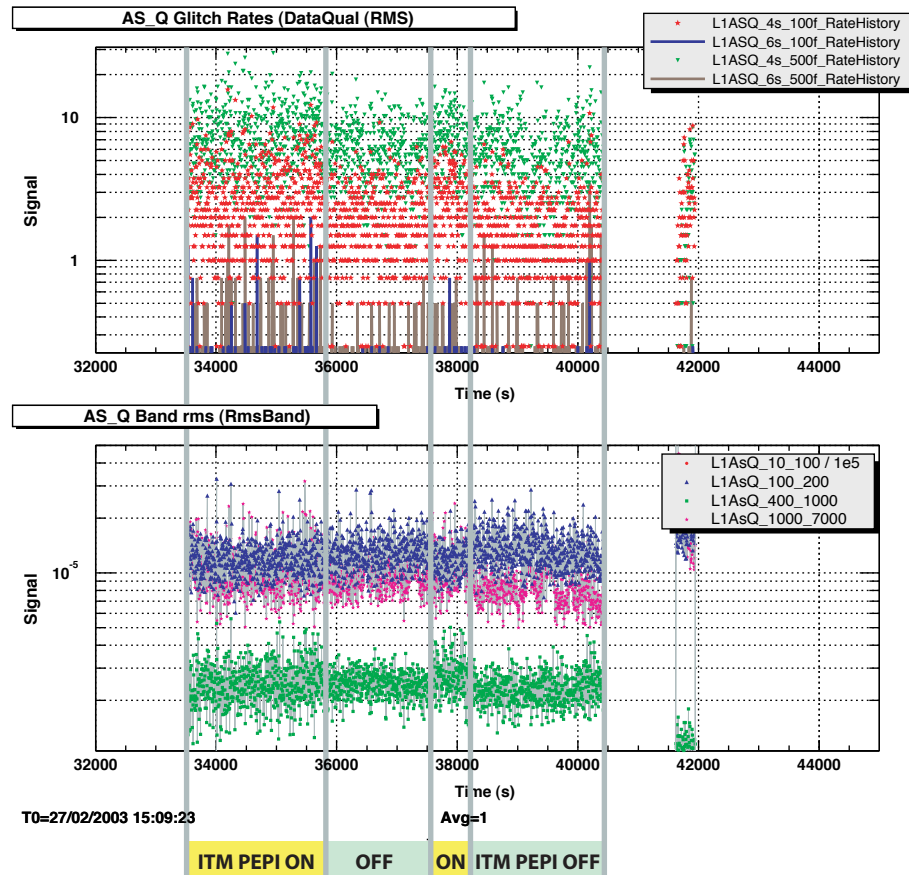 AS_Q Glitch Rates (DataQual (RMS)
L1ASQ_4s_100f_RateHistory
L1ASQ_6s_100f_RateHistory
L1ASQ_4s_500f_RateHistory
L1ASQ_6s_500f_RateHistory
10
1
Signal
32000 34000 36000 38000 40000 42000 44000
Time (s)
AS_Q Band rms (RmsBand)
L1AsQ_10_100 / 1e5
L1AsQ_100_200
L1AsQ_400_1000
L1AsQ_1000_7000
10^-5
Signal
32000 34000 36000 38000 40000 42000 44000
Time (s)
T0=27/02/2003 15:09:23 Avg=1
ITM PEPI ON OFF ON ITM PEPI OFF